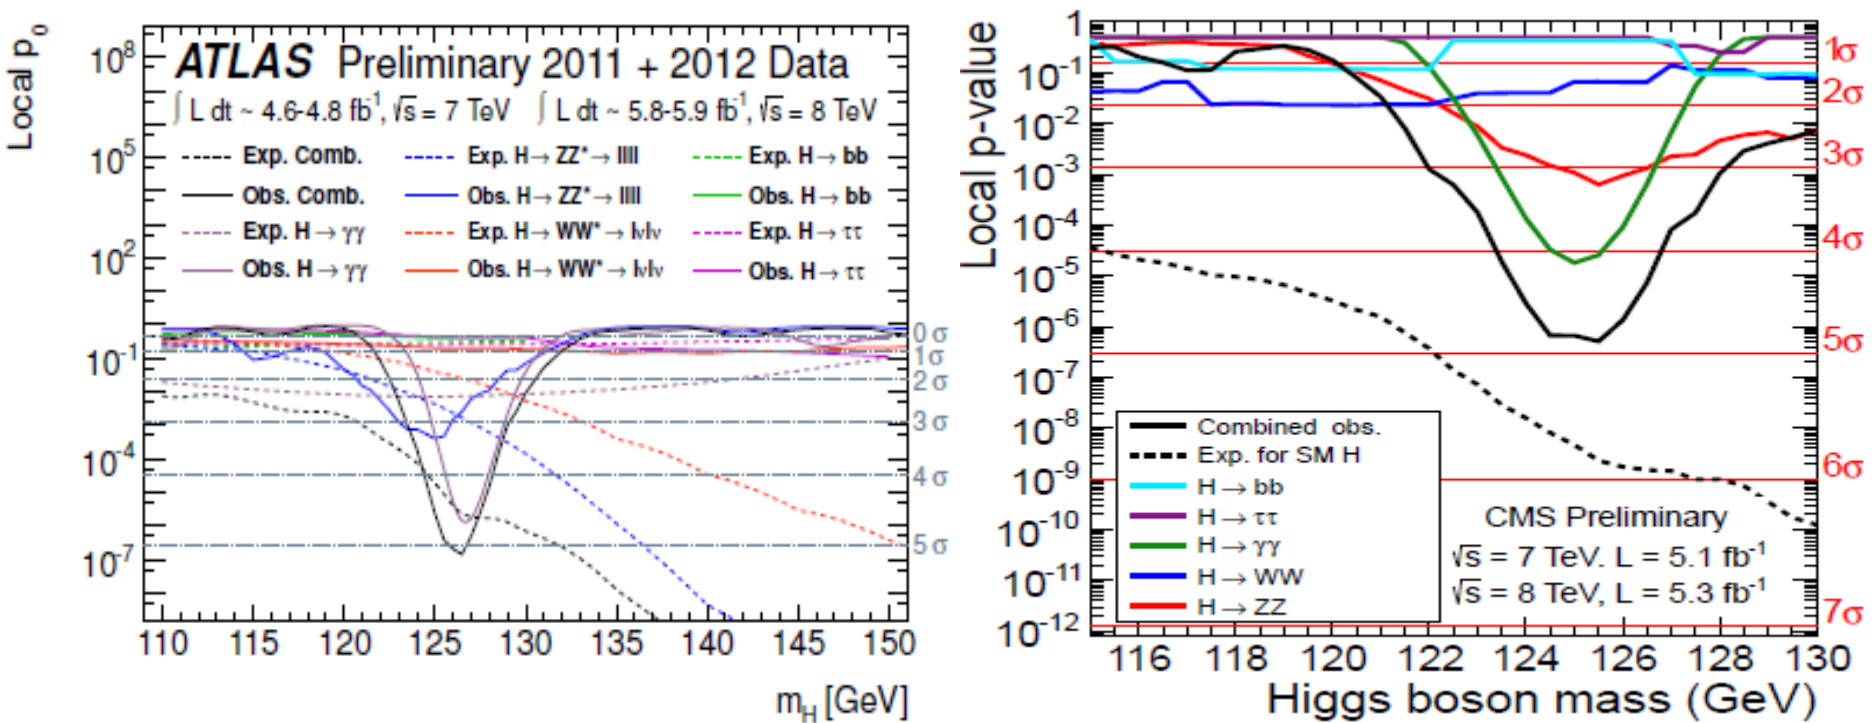 Local p0
ATLAS Preliminary 2011 + 2012 Data
∫ L dt ~ 4.6-4.8 fb-1, √s = 7 TeV ∫ L dt ~ 5.8-5.9 fb-1, √s = 8 TeV
Exp. Comb. Exp. H → ZZ* → llll Exp. H → bb
Obs. Comb. Obs. H → ZZ* → llll Obs. H → bb
Exp. H → γγ Exp. H → WW* → lνlν Exp. H → ττ
Obs. H → γγ Obs. H → WW* → lνlν Obs. H → ττ
10^8
10^5
10^2
10^-1
10^-4
10^-7
0 σ
1 σ
2 σ
3 σ
4 σ
5 σ
110 115 120 125 130 135 140 145 150
mH [GeV]
Local p-value
1
10^-1
10^-2
10^-3
10^-4
10^-5
10^-6
10^-7
10^-8
10^-9
10^-10
10^-11
10^-12
1σ
2σ
3σ
4σ
5σ
6σ
7σ
Combined obs.
Exp. for SM H
H → bb
H → ττ
H → γγ
H → WW
H → ZZ
CMS Preliminary
√s = 7 TeV. L = 5.1 fb-1
√s = 8 TeV, L = 5.3 fb-1
116 118 120 122 124 126 128 130
Higgs boson mass (GeV)